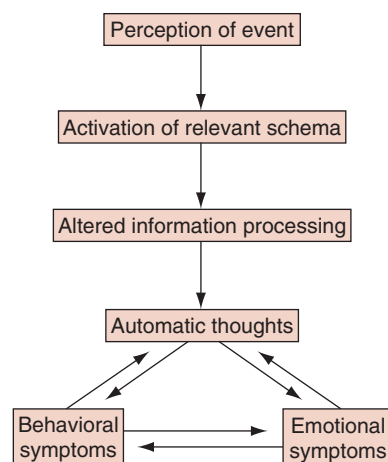 Perception of event
Activation of relevant schema
Altered information processing
Automatic thoughts
Behavioral
symptoms
Emotional
symptoms